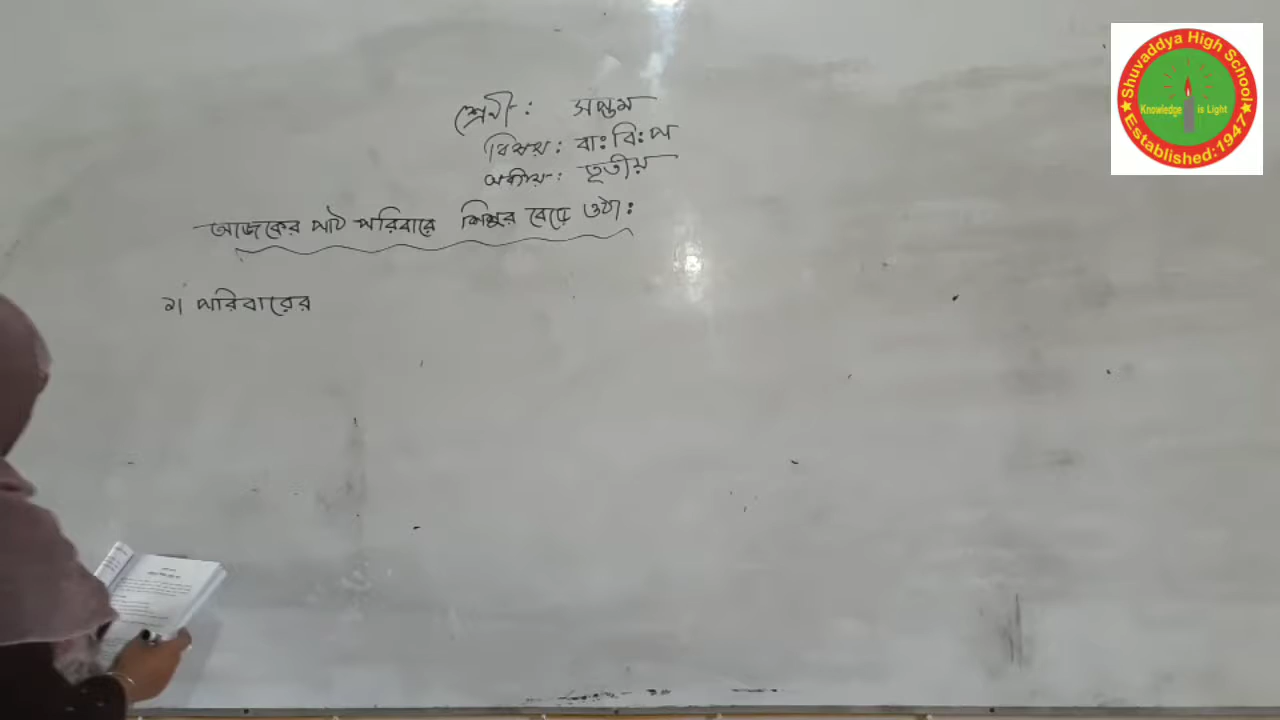 শ্রেণী : সপ্তম
বিষয় : বাঃ বিঃ প
অধ্যায় : তৃতীয়
আজকের পাঠ পরিবারে শিশুর বেড়ে ওঠা :
১। পরিবারের
Shuvaddya High School
Knowledge is Light
Established:1947